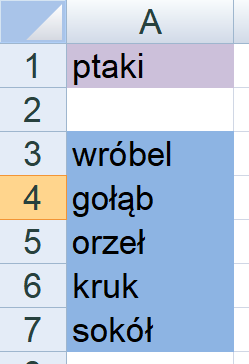 A
1 ptaki
2
3 wróbel
4 gołąb
5 orzeł
6 kruk
7 sokół